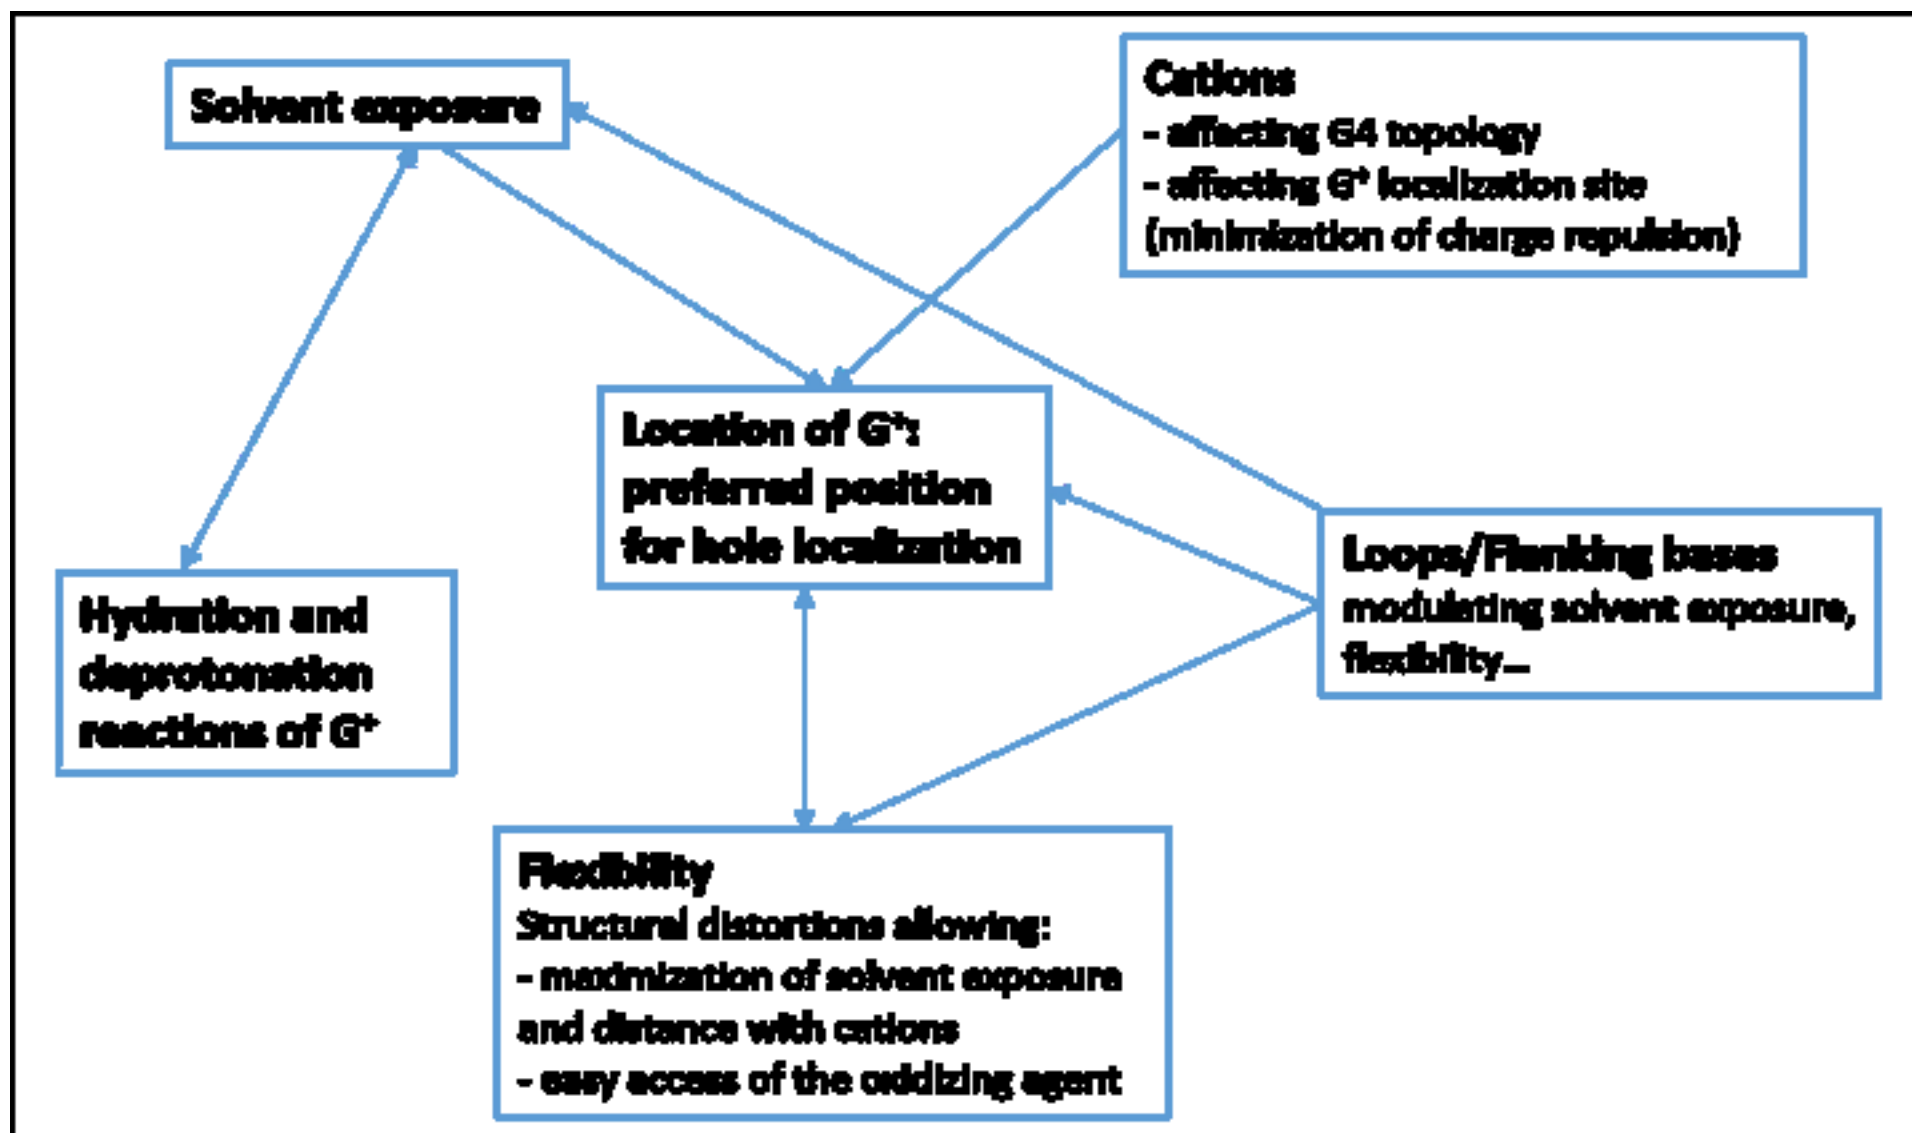 Solvent exposure
Cations
- affecting G4 topology
- affecting G⁺ localization site
(minimization of charge repulsion)
Location of G⁺:
preferred position
for hole localization
Loops/Flanking bases
modulating solvent exposure,
flexibility...
Hydration and
deprotonation
reactions of G⁺
Flexibility
Structural distortions allowing:
- maximization of solvent exposure
and distance with cations
- easy access of the oxidizing agent